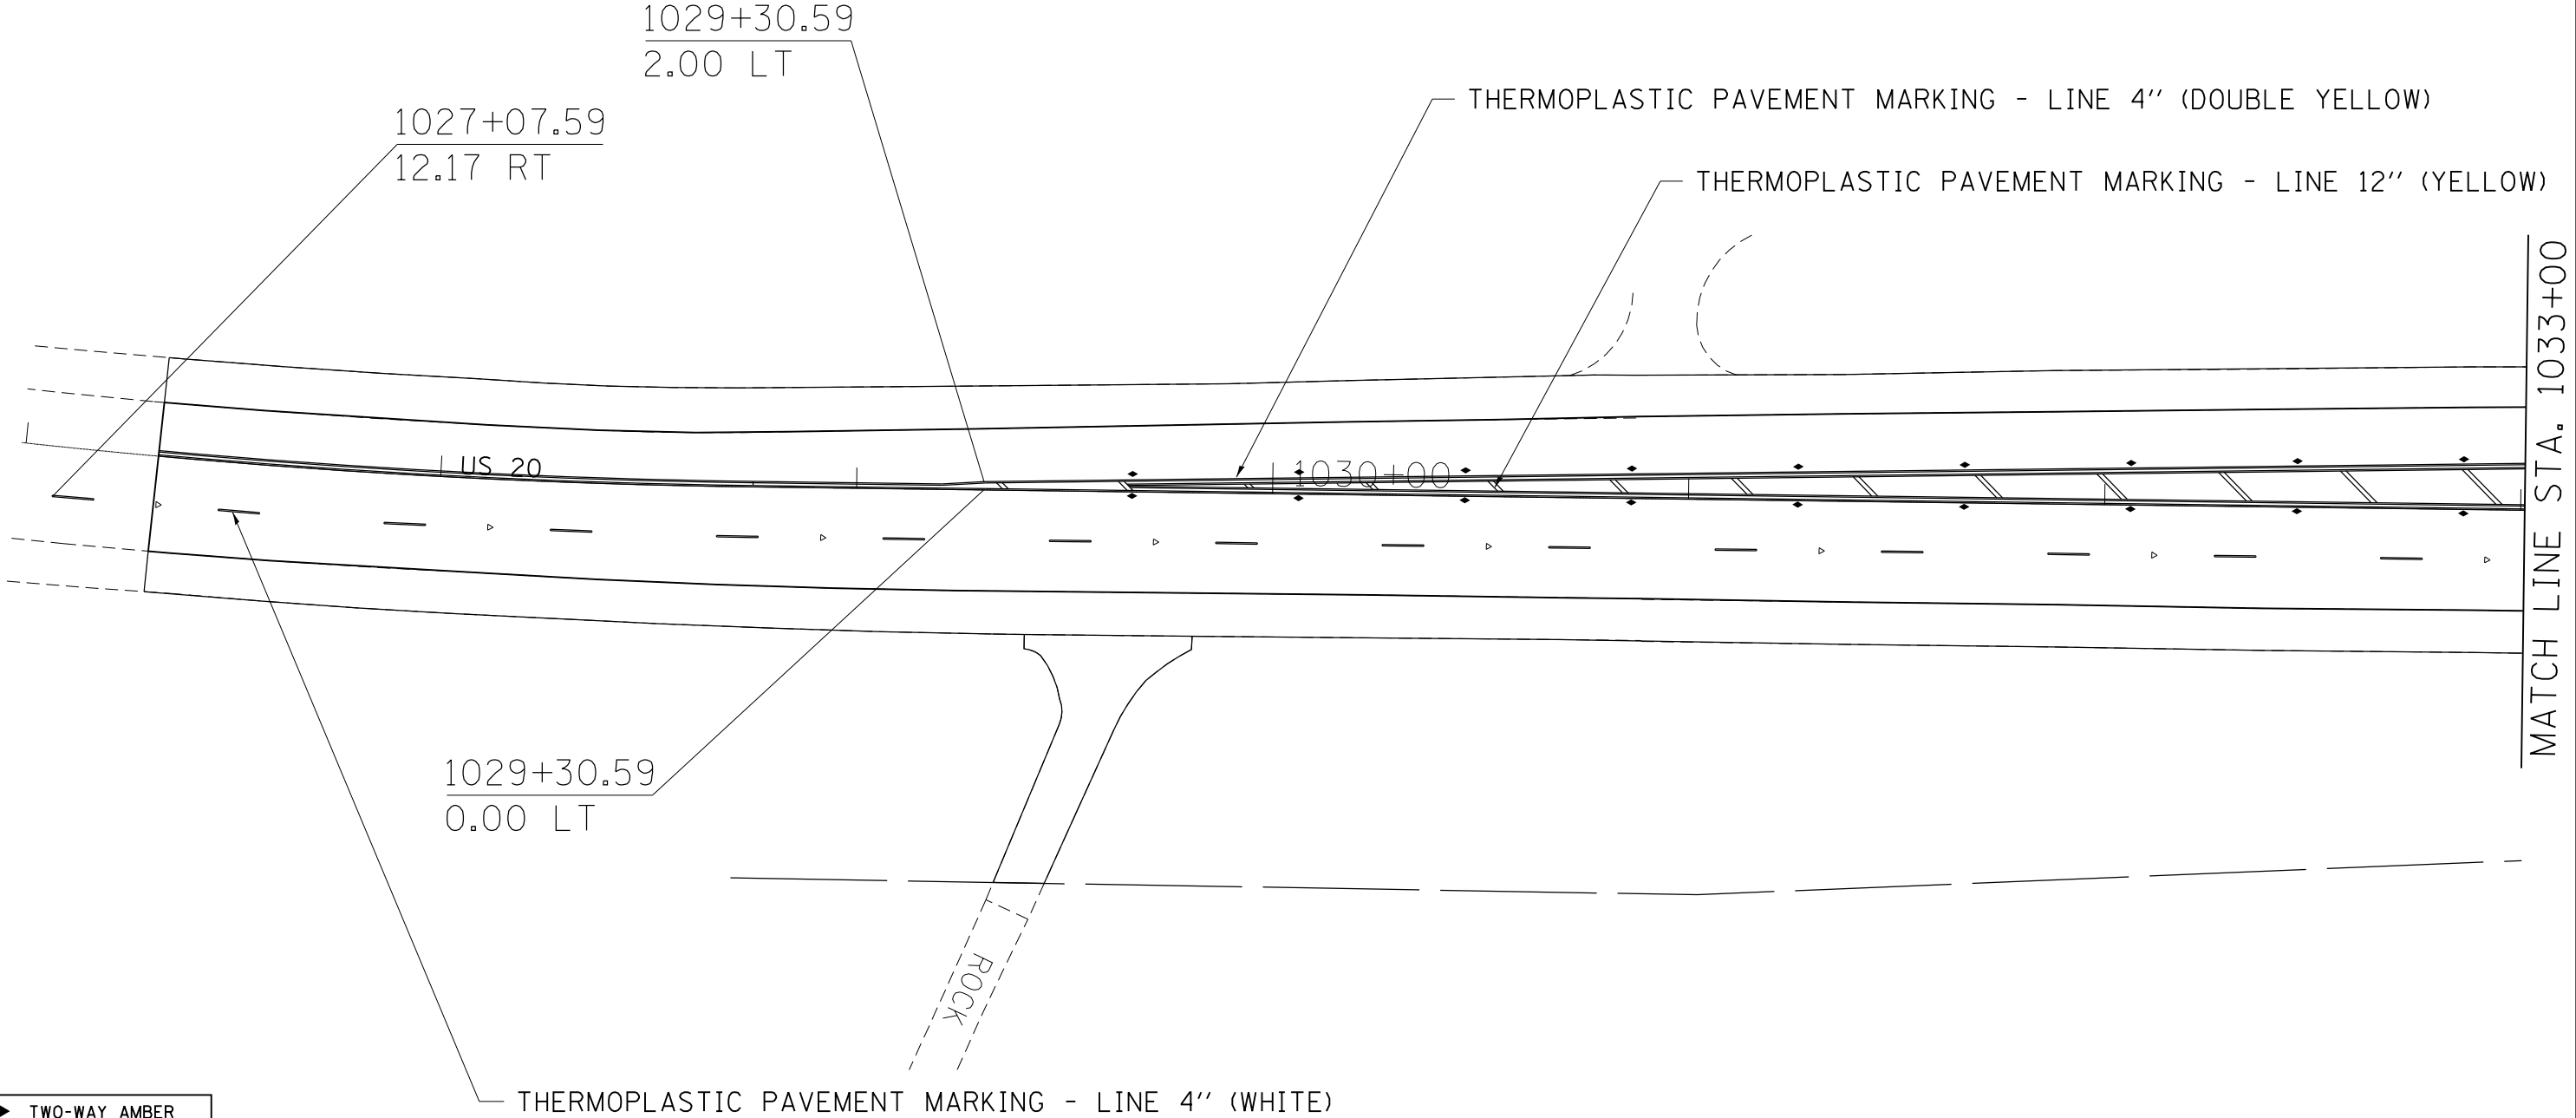 1029+30.59
2.00 LT
THERMOPLASTIC PAVEMENT MARKING - LINE 4" (DOUBLE YELLOW)
1027+07.59
12.17 RT
THERMOPLASTIC PAVEMENT MARKING - LINE 12" (YELLOW)
MATCH LINE STA. 1033+00
US 20
1030+00
1029+30.59
0.00 LT
ROCK
THERMOPLASTIC PAVEMENT MARKING - LINE 4" (WHITE)
TWO-WAY AMBER